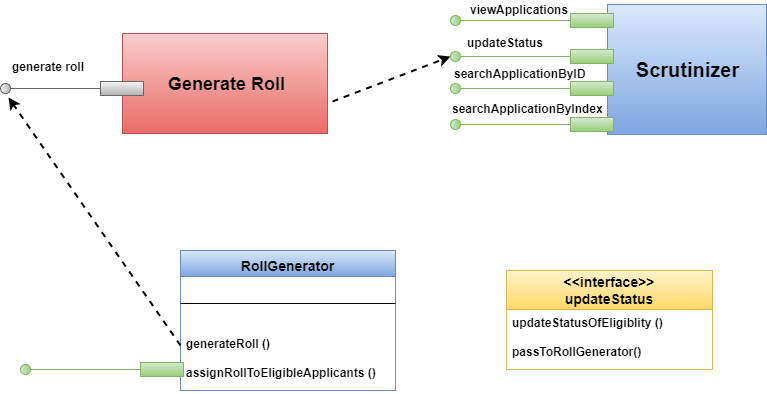 viewApplications
generate roll
Generate Roll
updateStatus
searchApplicationByID
searchApplicationByIndex
Scrutinizer
RollGenerator
generateRoll ()
assignRollToEligibleApplicants ()
<<interface>>
updateStatus
updateStatusOfEligiblity ()
passToRollGenerator()